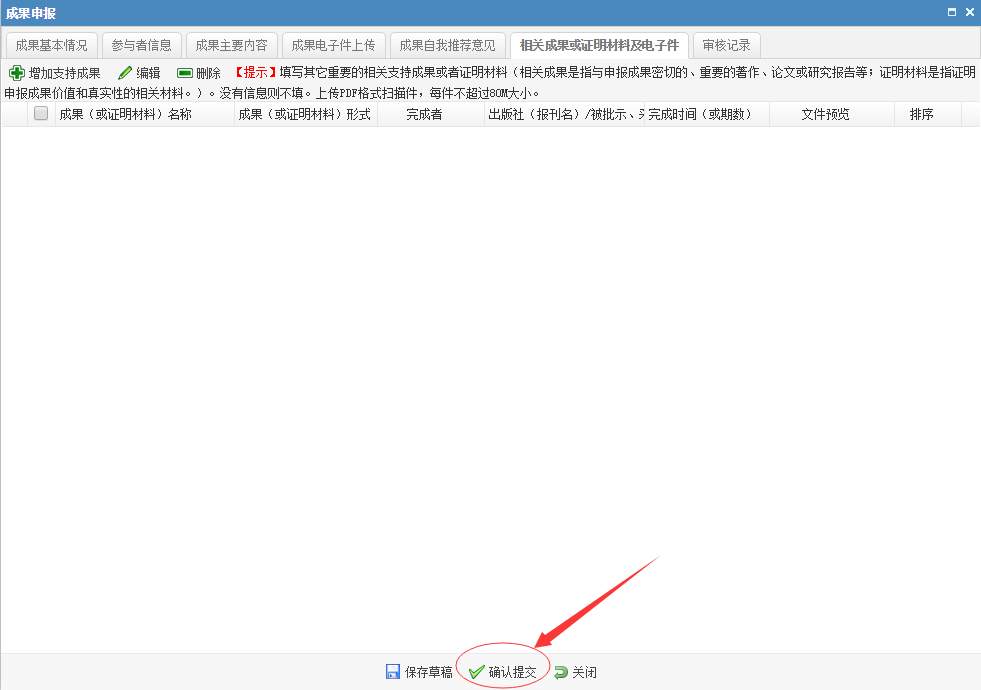 成果申报
成果基本情况 参与者信息 成果主要内容 成果电子件上传 成果自我推荐意见 相关成果或证明材料及电子件 审核记录
增加支持成果 编辑 删除 【提示】填写其它重要的相关支持成果或者证明材料（相关成果是指与申报成果密切的、重要的著作、论文或研究报告等；证明材料是指证明
申报成果价值和真实性的相关材料。）。没有信息则不填。上传PDF格式扫描件，每件不超过80M大小。
成果（或证明材料）名称 成果（或证明材料）形式 完成者 出版社（报刊名）/被批示、 完成时间（或期数） 文件预览 排序
保存草稿 确认提交 关闭